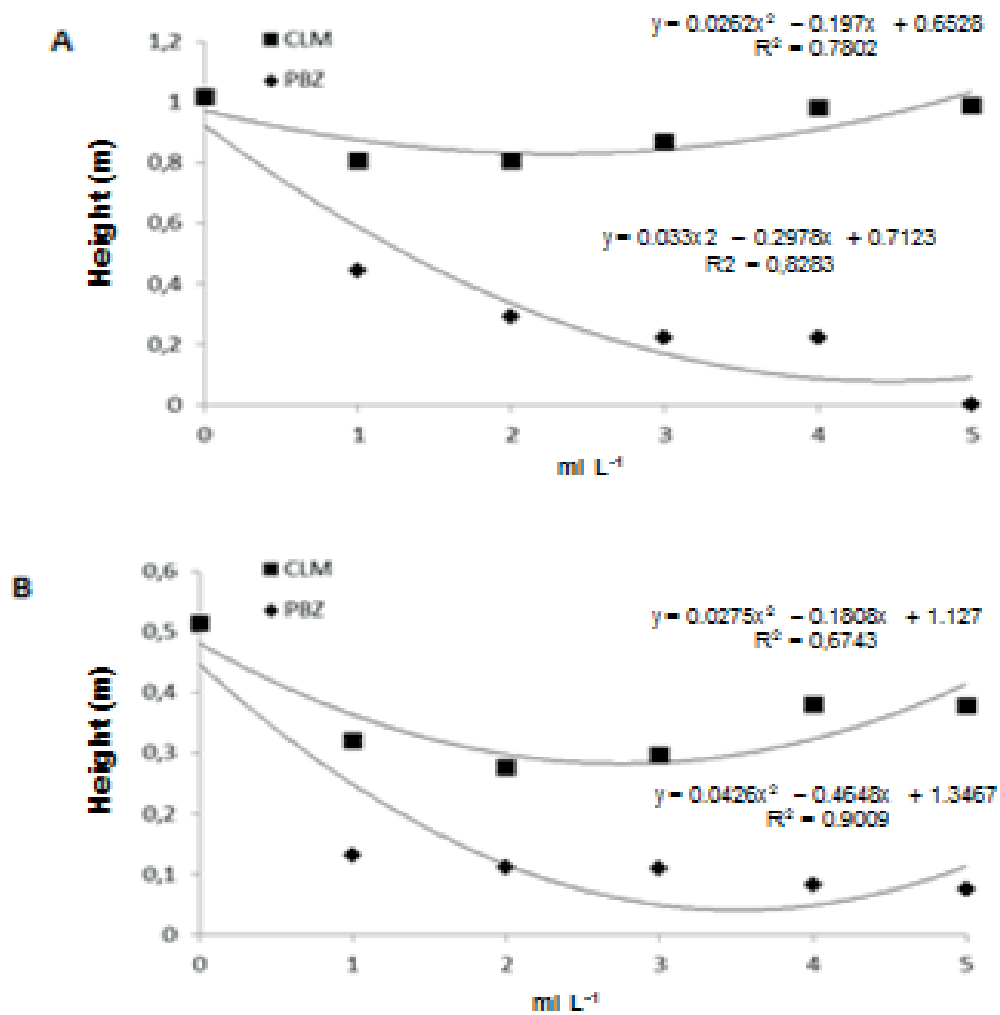 A
CLM
PBZ
y = 0.0262x² − 0.197x + 0.6528
R² = 0.7802
y = 0.033x2 − 0.2978x + 0.7123
R2 = 0,8283
Height (m)
1,2
1
0,8
0,6
0,4
0,2
0
0 1 2 3 4 5
ml L⁻¹
B
CLM
PBZ
y = 0.0275x² − 0.1808x + 1.127
R² = 0,6743
y = 0.0426x² − 0.4648x + 1.3467
R² = 0.9009
Height (m)
0,6
0,5
0,4
0,3
0,2
0,1
0
0 1 2 3 4 5
ml L⁻¹